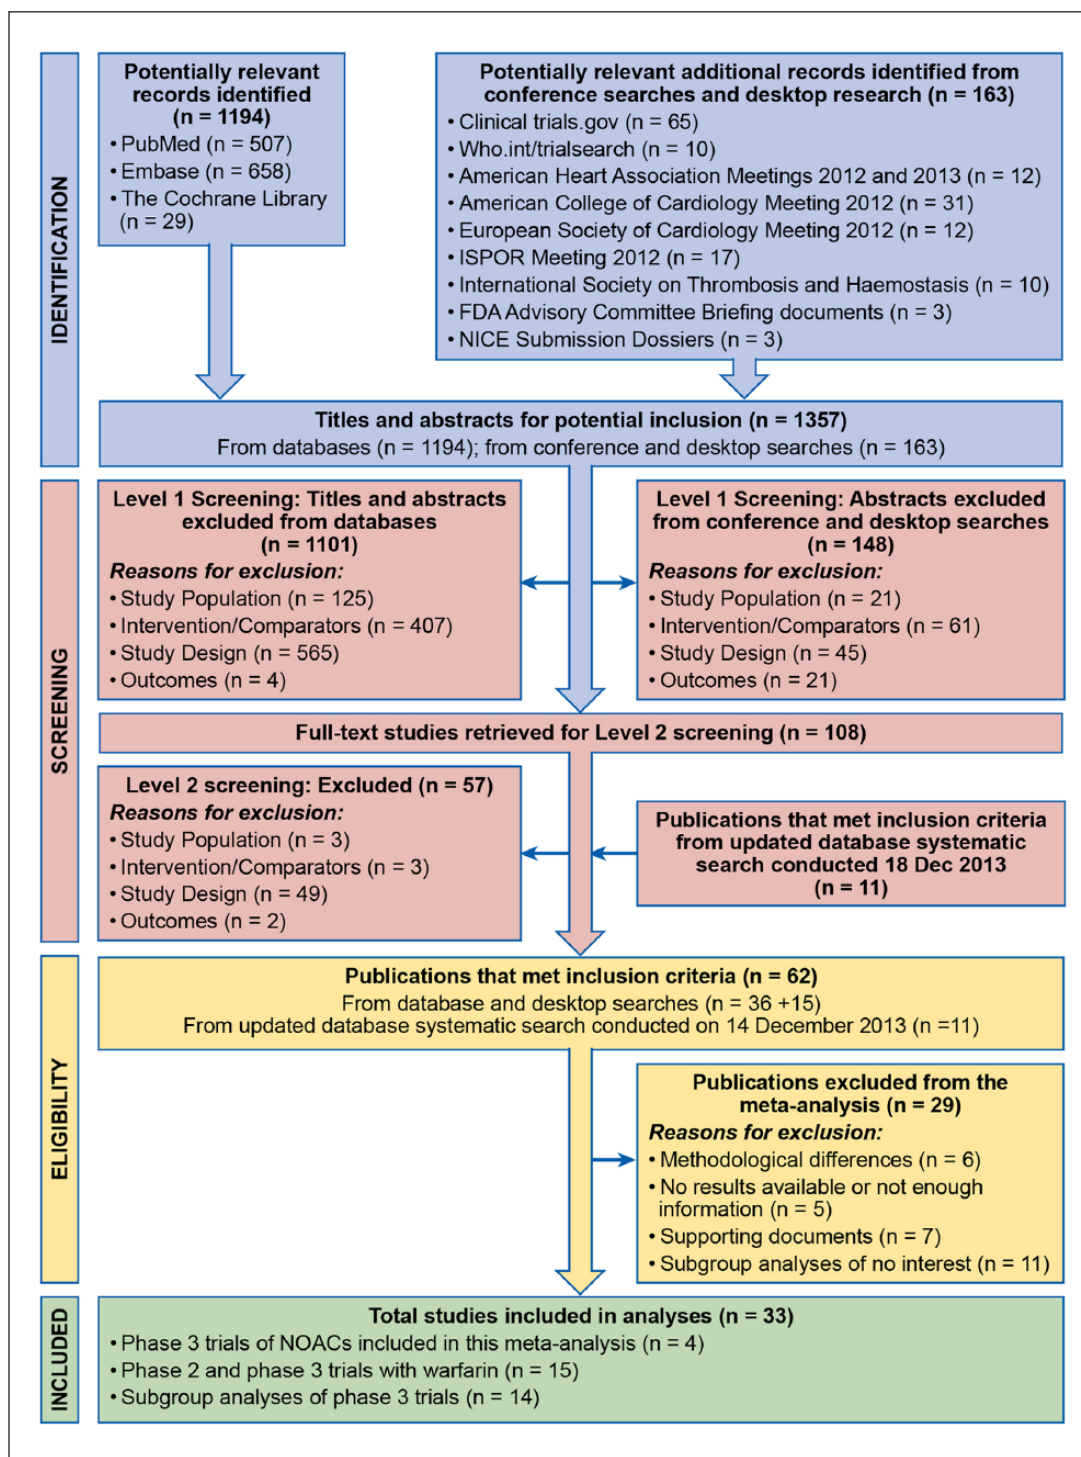 IDENTIFICATION
Potentially relevant
records identified
(n = 1194)
• PubMed (n = 507)
• Embase (n = 658)
• The Cochrane Library
(n = 29)
Potentially relevant additional records identified from
conference searches and desktop research (n = 163)
• Clinical trials.gov (n = 65)
• Who.int/trialsearch (n = 10)
• American Heart Association Meetings 2012 and 2013 (n = 12)
• American College of Cardiology Meeting 2012 (n = 31)
• European Society of Cardiology Meeting 2012 (n = 12)
• ISPOR Meeting 2012 (n = 17)
• International Society on Thrombosis and Haemostasis (n = 10)
• FDA Advisory Committee Briefing documents (n = 3)
• NICE Submission Dossiers (n = 3)
Titles and abstracts for potential inclusion (n = 1357)
From databases (n = 1194); from conference and desktop searches (n = 163)
SCREENING
Level 1 Screening: Titles and abstracts
excluded from databases
(n = 1101)
Reasons for exclusion:
• Study Population (n = 125)
• Intervention/Comparators (n = 407)
• Study Design (n = 565)
• Outcomes (n = 4)
Level 1 Screening: Abstracts excluded
from conference and desktop searches
(n = 148)
Reasons for exclusion:
• Study Population (n = 21)
• Intervention/Comparators (n = 61)
• Study Design (n = 45)
• Outcomes (n = 21)
Full-text studies retrieved for Level 2 screening (n = 108)
Level 2 screening: Excluded (n = 57)
Reasons for exclusion:
• Study Population (n = 3)
• Intervention/Comparators (n = 3)
• Study Design (n = 49)
• Outcomes (n = 2)
Publications that met inclusion criteria
from updated database systematic
search conducted 18 Dec 2013
(n = 11)
ELIGIBILITY
Publications that met inclusion criteria (n = 62)
From database and desktop searches (n = 36 +15)
From updated database systematic search conducted on 14 December 2013 (n =11)
Publications excluded from the
meta-analysis (n = 29)
Reasons for exclusion:
• Methodological differences (n = 6)
• No results available or not enough
information (n = 5)
• Supporting documents (n = 7)
• Subgroup analyses of no interest (n = 11)
INCLUDED
Total studies included in analyses (n = 33)
• Phase 3 trials of NOACs included in this meta-analysis (n = 4)
• Phase 2 and phase 3 trials with warfarin (n = 15)
• Subgroup analyses of phase 3 trials (n = 14)